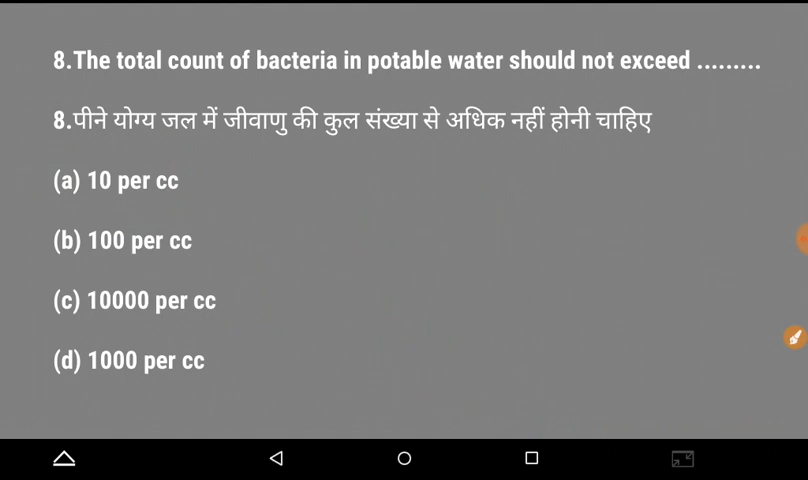 8.The total count of bacteria in potable water should not exceed .........
8.पीने योग्य जल में जीवाणु की कुल संख्या से अधिक नहीं होनी चाहिए
(a) 10 per cc
(b) 100 per cc
(c) 10000 per cc
(d) 1000 per cc